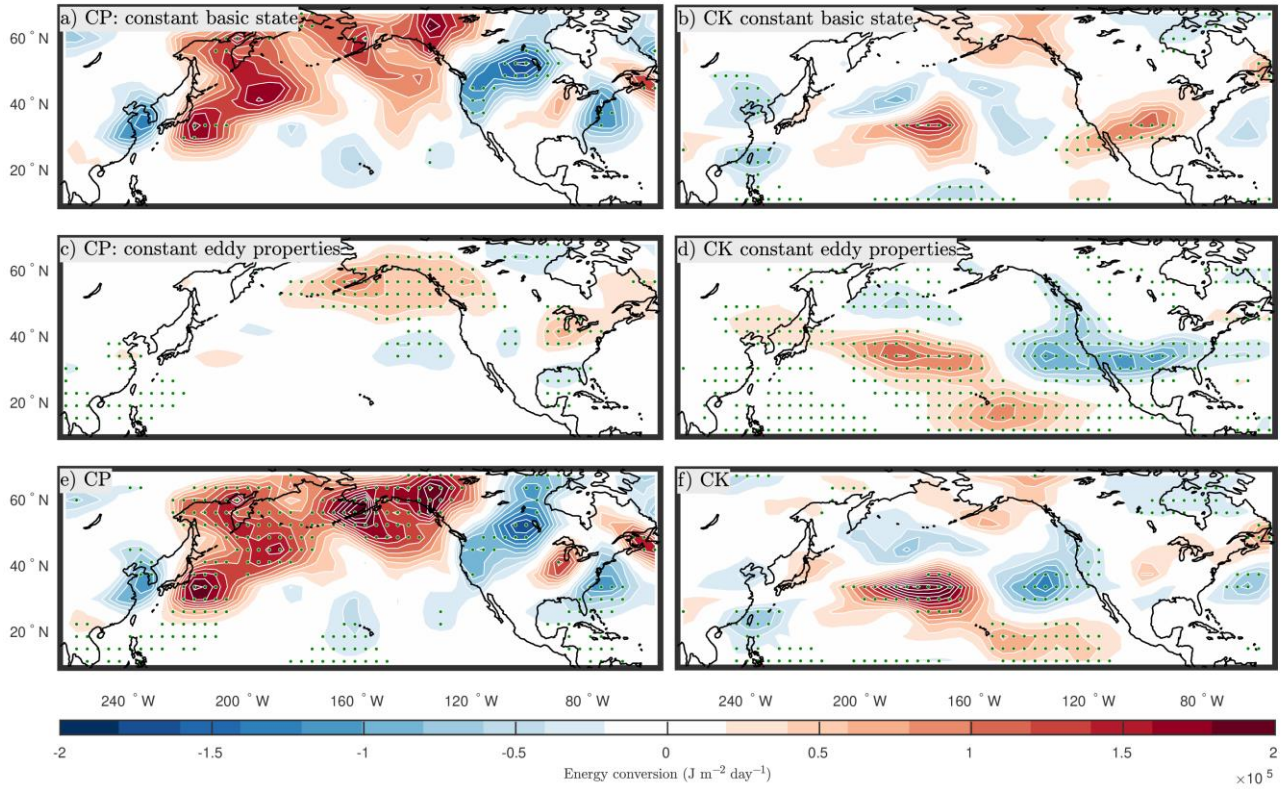 a) CP: constant basic state
b) CK constant basic state
60 ° N
40 ° N
20 ° N
c) CP: constant eddy properties
d) CK constant eddy properties
60 ° N
40 ° N
20 ° N
e) CP
f) CK
60 ° N
40 ° N
20 ° N
240 ° W 200 ° W 160 ° W 120 ° W 80 ° W
240 ° W 200 ° W 160 ° W 120 ° W 80 ° W
-2 -1.5 -1 -0.5 0 0.5 1 1.5 2
Energy conversion (J m⁻² day⁻¹)
×10⁵